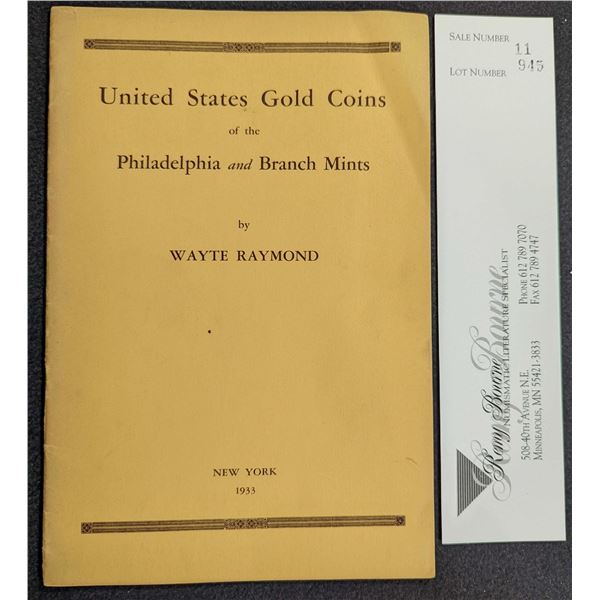 United States Gold Coins
of the
Philadelphia and Branch Mints
by
WAYTE RAYMOND
NEW YORK
1933
SALE NUMBER 11
LOT NUMBER 945
Remy Bourne
NUMISMATIC LITERATURE SPECIALIST
508-40TH AVENUE N.E. PHONE 612 789 7070
MINNEAPOLIS, MN 55421-3833 FAX 612 789 4747